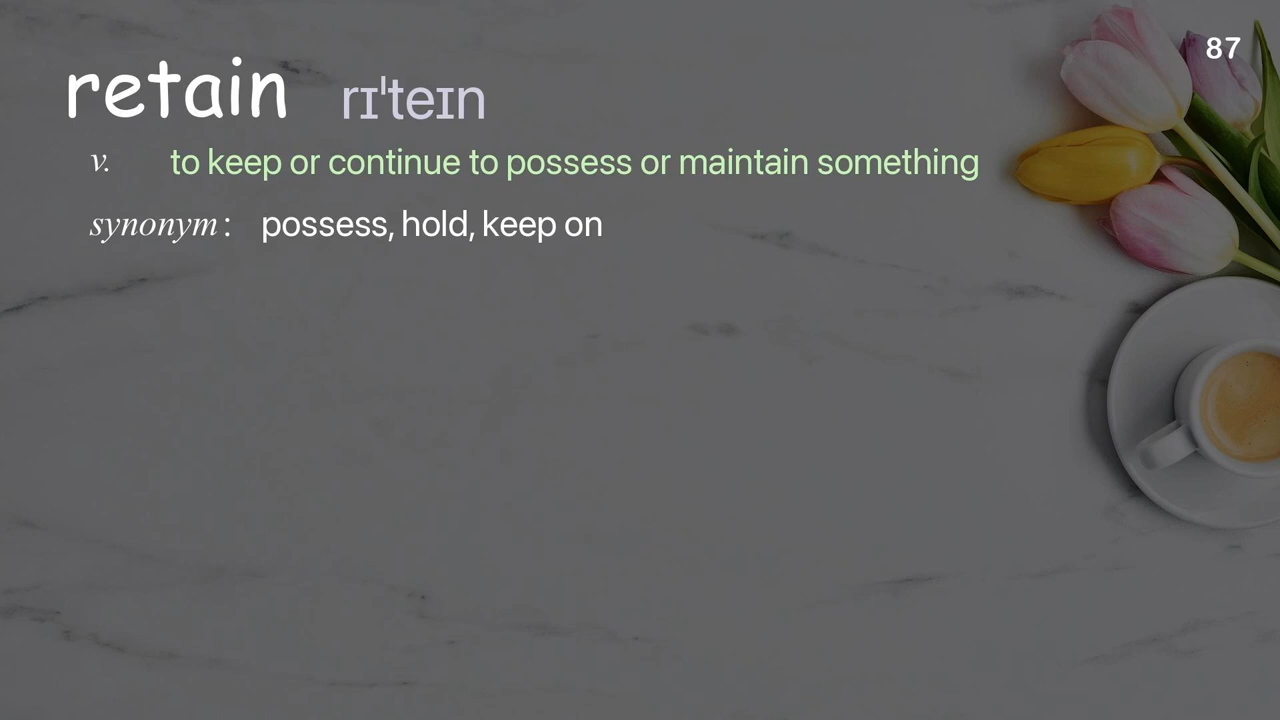 87
retain rɪˈteɪn
v. to keep or continue to possess or maintain something
synonym: possess, hold, keep on